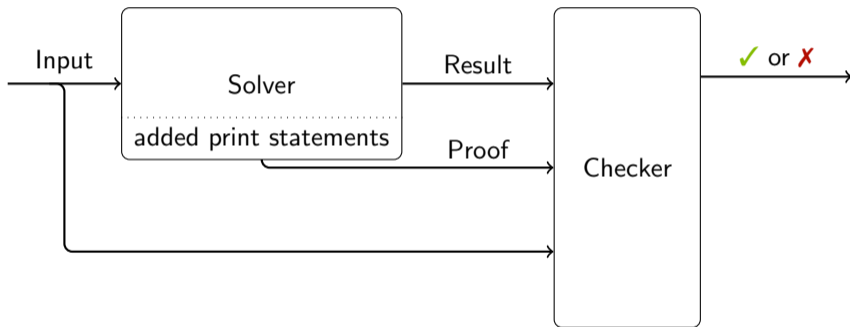 Input
Solver
added print statements
Result
Proof
Checker
✓ or ✗